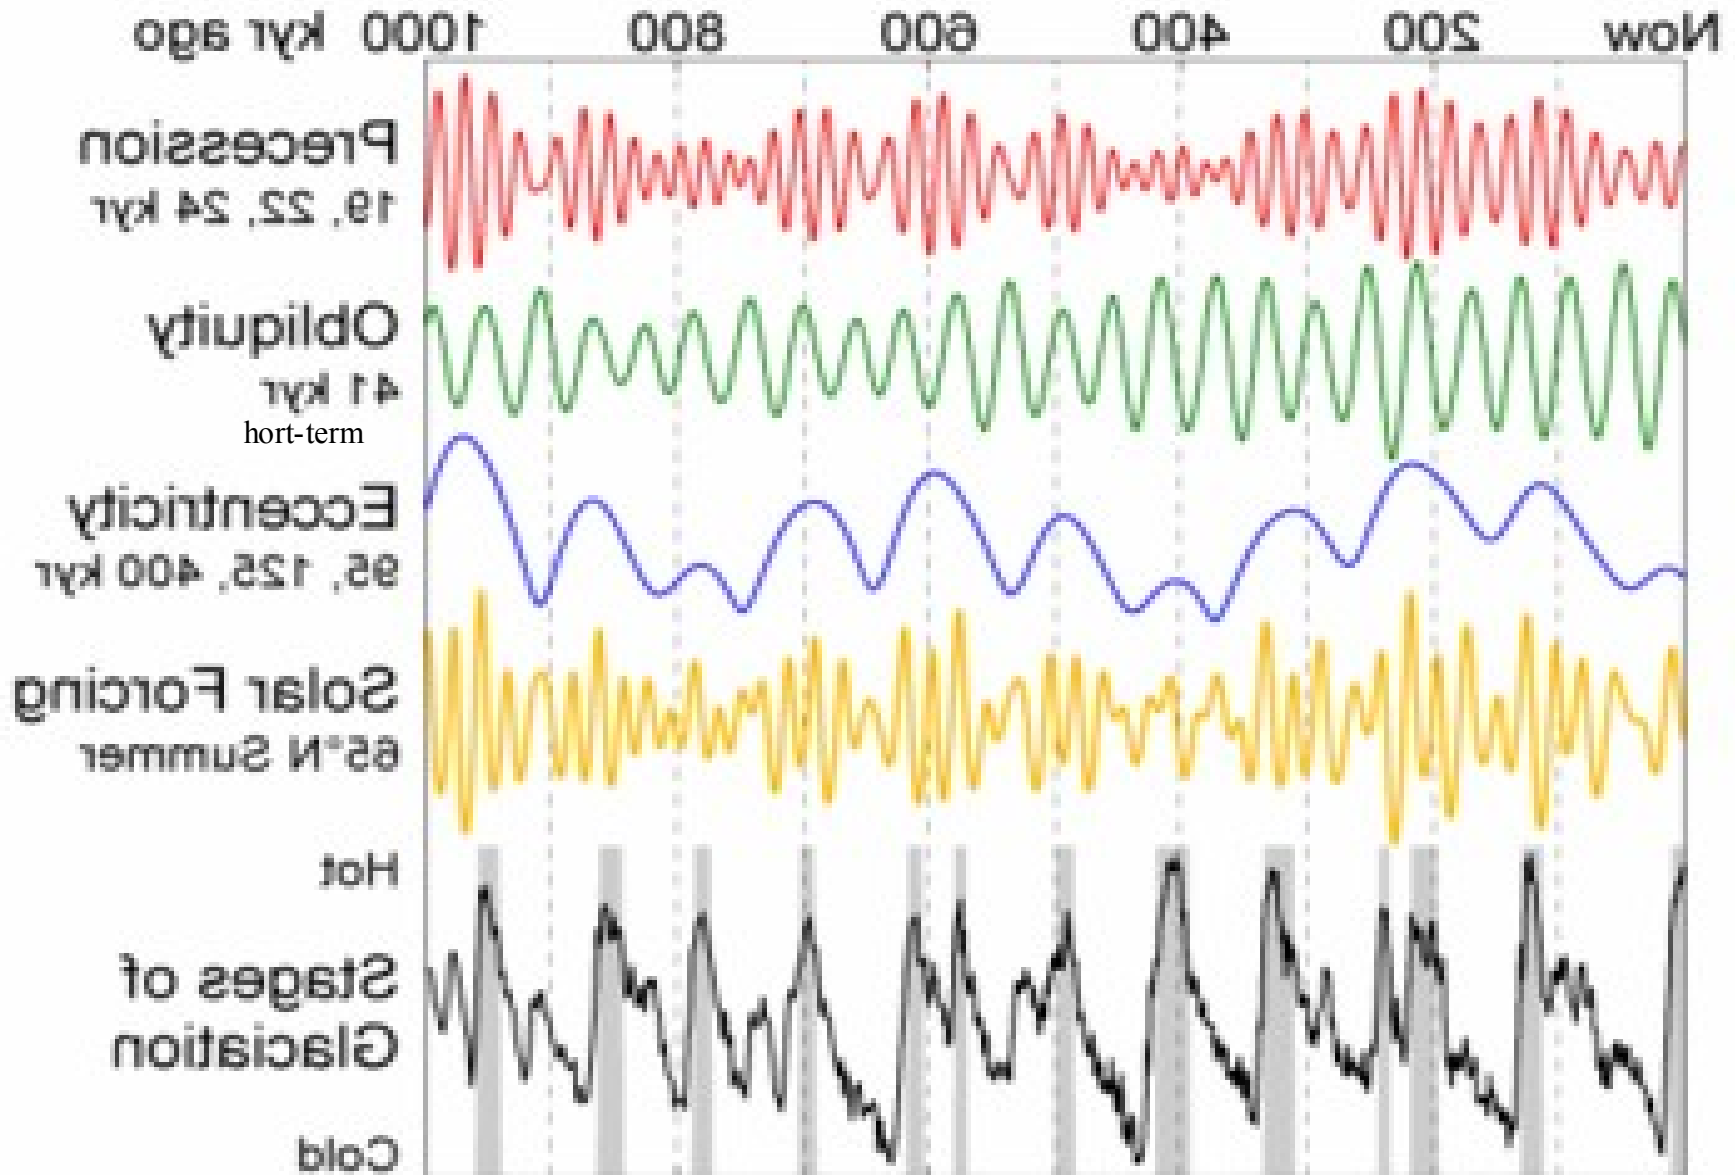 kyr ago 1000 800 600 400 200 Now
Precession
19, 22, 24 kyr
Obliquity
41 kyr
hort-term
Eccentricity
95, 125, 400 kyr
Solar Forcing
65°N Summer
Hot
Stages of
Glaciation
Cold